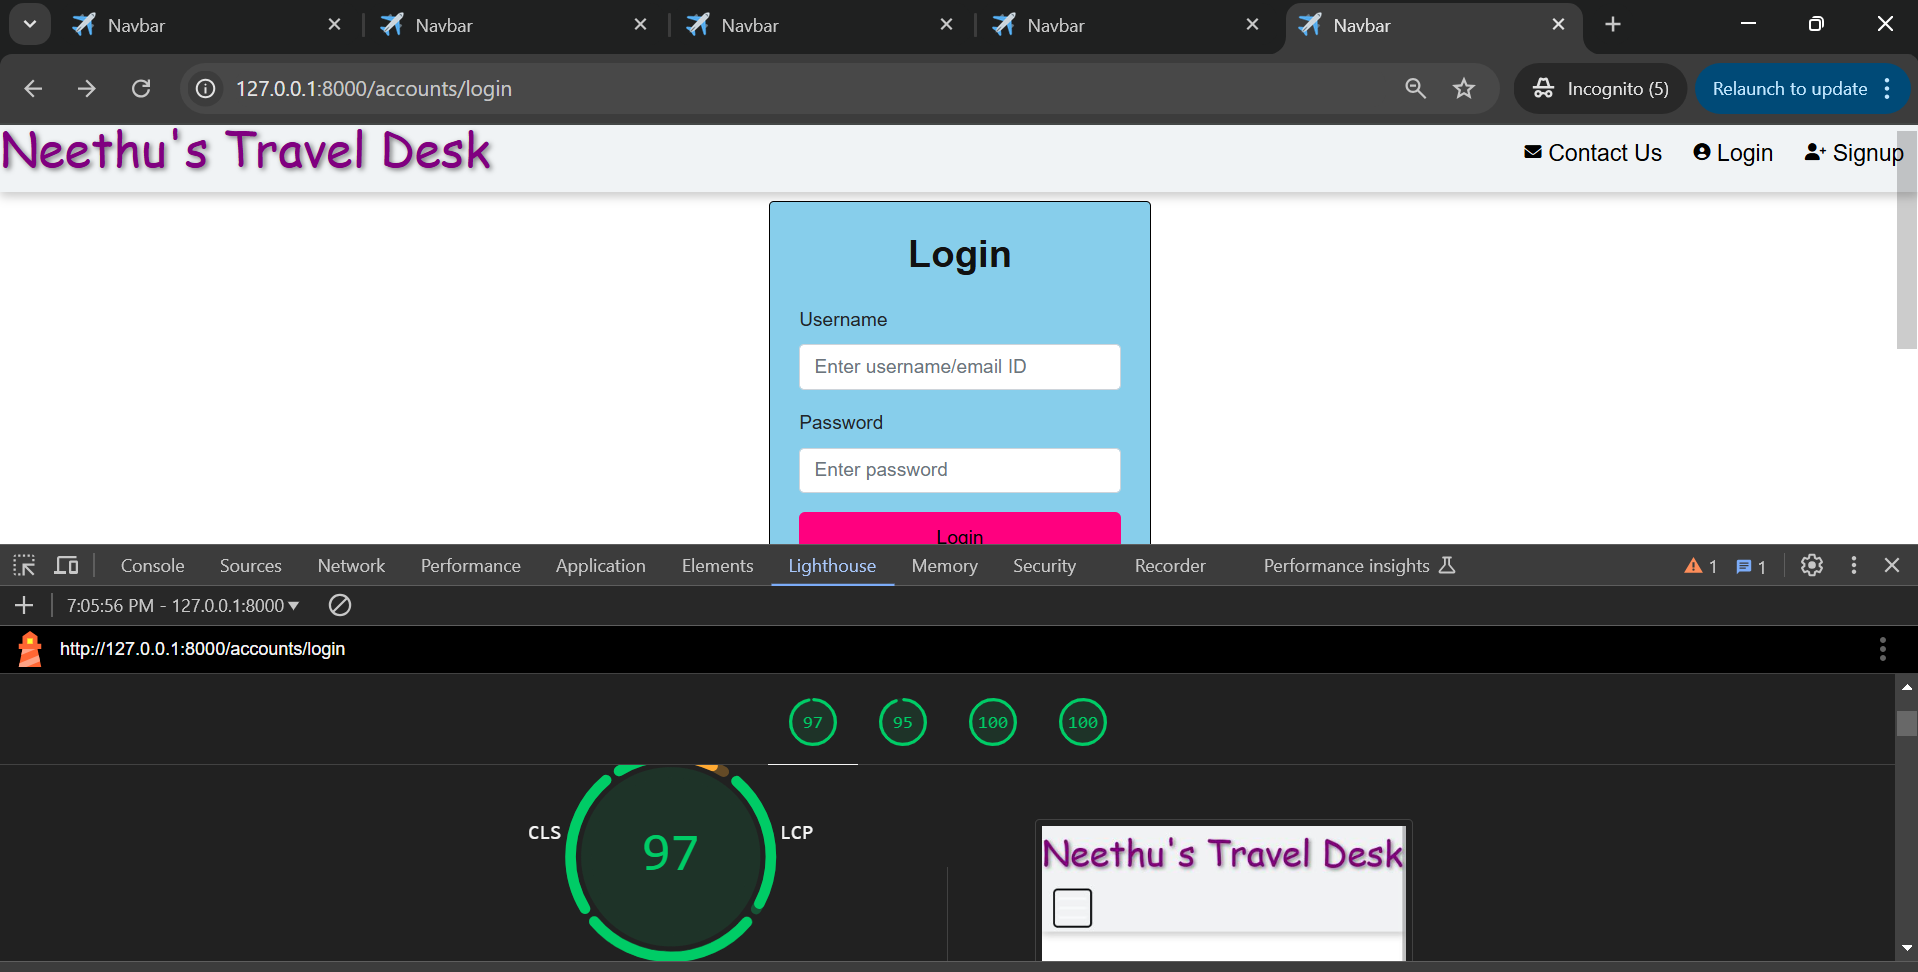 Navbar Navbar Navbar Navbar Navbar
127.0.0.1:8000/accounts/login Incognito (5) Relaunch to update
Neethu's Travel Desk Contact Us Login Signup
Login
Username
Enter username/email ID
Password
Enter password
Login
Console Sources Network Performance Application Elements Lighthouse Memory Security Recorder Performance insights 1 1
7:05:56 PM - 127.0.0.1:8000
http://127.0.0.1:8000/accounts/login
97 95 100 100
CLS 97 LCP
Neethu's Travel Desk